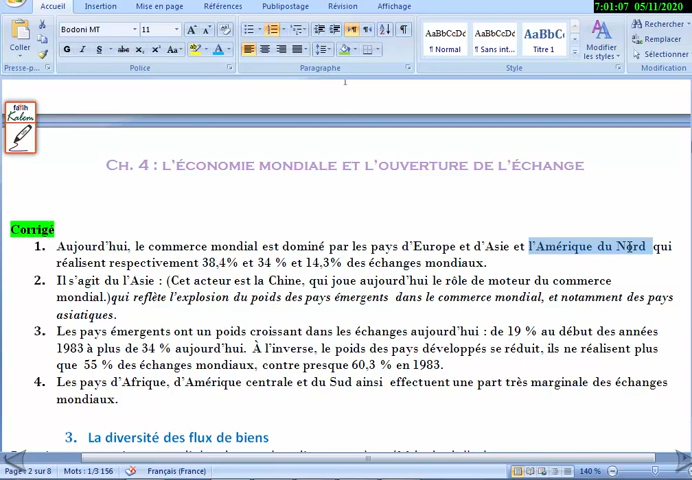 7:01:07 05/11/2020
Accueil Insertion Mise en page Références Publipostage Révision Affichage
Coller
Bodoni MT 11
G I S abc x₂ x² Aa
AaBbCcDc AaBbCcDc AaBbC
¶ Normal ¶ Sans int... Titre 1
Modifier les styles
Rechercher
Remplacer
Sélectionner
Presse-p... Police Paragraphe Style Modification
fatih
Kalem
Ch. 4 : l'économie mondiale et l'ouverture de l'échange
Corrigé
1. Aujourd'hui, le commerce mondial est dominé par les pays d'Europe et d'Asie et l'Amérique du Nord qui
réalisent respectivement 38,4% et 34 % et 14,3% des échanges mondiaux.
2. Il s'agit du l'Asie : (Cet acteur est la Chine, qui joue aujourd'hui le rôle de moteur du commerce
mondial.)qui reflète l'explosion du poids des pays émergents dans le commerce mondial, et notamment des pays
asiatiques.
3. Les pays émergents ont un poids croissant dans les échanges aujourd'hui : de 19 % au début des années
1983 à plus de 34 % aujourd'hui. À l'inverse, le poids des pays développés se réduit, ils ne réalisent plus
que 55 % des échanges mondiaux, contre presque 60,3 % en 1983.
4. Les pays d'Afrique, d'Amérique centrale et du Sud ainsi effectuent une part très marginale des échanges
mondiaux.
3. La diversité des flux de biens
Page : 2 sur 8 Mots : 1/3 156 Français (France) 140 %